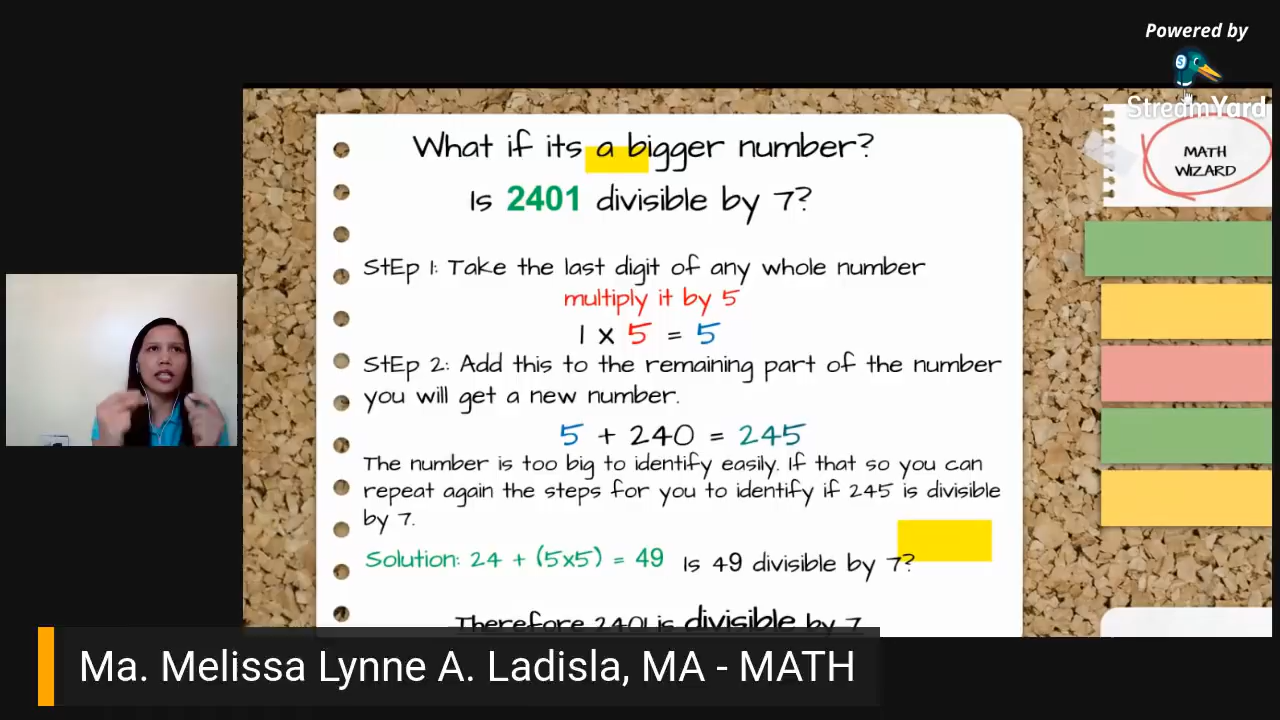 Powered by
StreamYard
MATH
WIZARD
What if its a bigger number?
Is 2401 divisible by 7?
StEp 1: Take the last digit of any whole number
multiply it by 5
1 x 5 = 5
StEp 2: Add this to the remaining part of the number
you will get a new number.
5 + 240 = 245
The number is too big to identify easily. If that so you can
repeat again the steps for you to identify if 245 is divisible
by 7.
Solution: 24 + (5x5) = 49 Is 49 divisible by 7?
Therefore 2401 is divisible by 7
Ma. Melissa Lynne A. Ladisla, MA - MATH